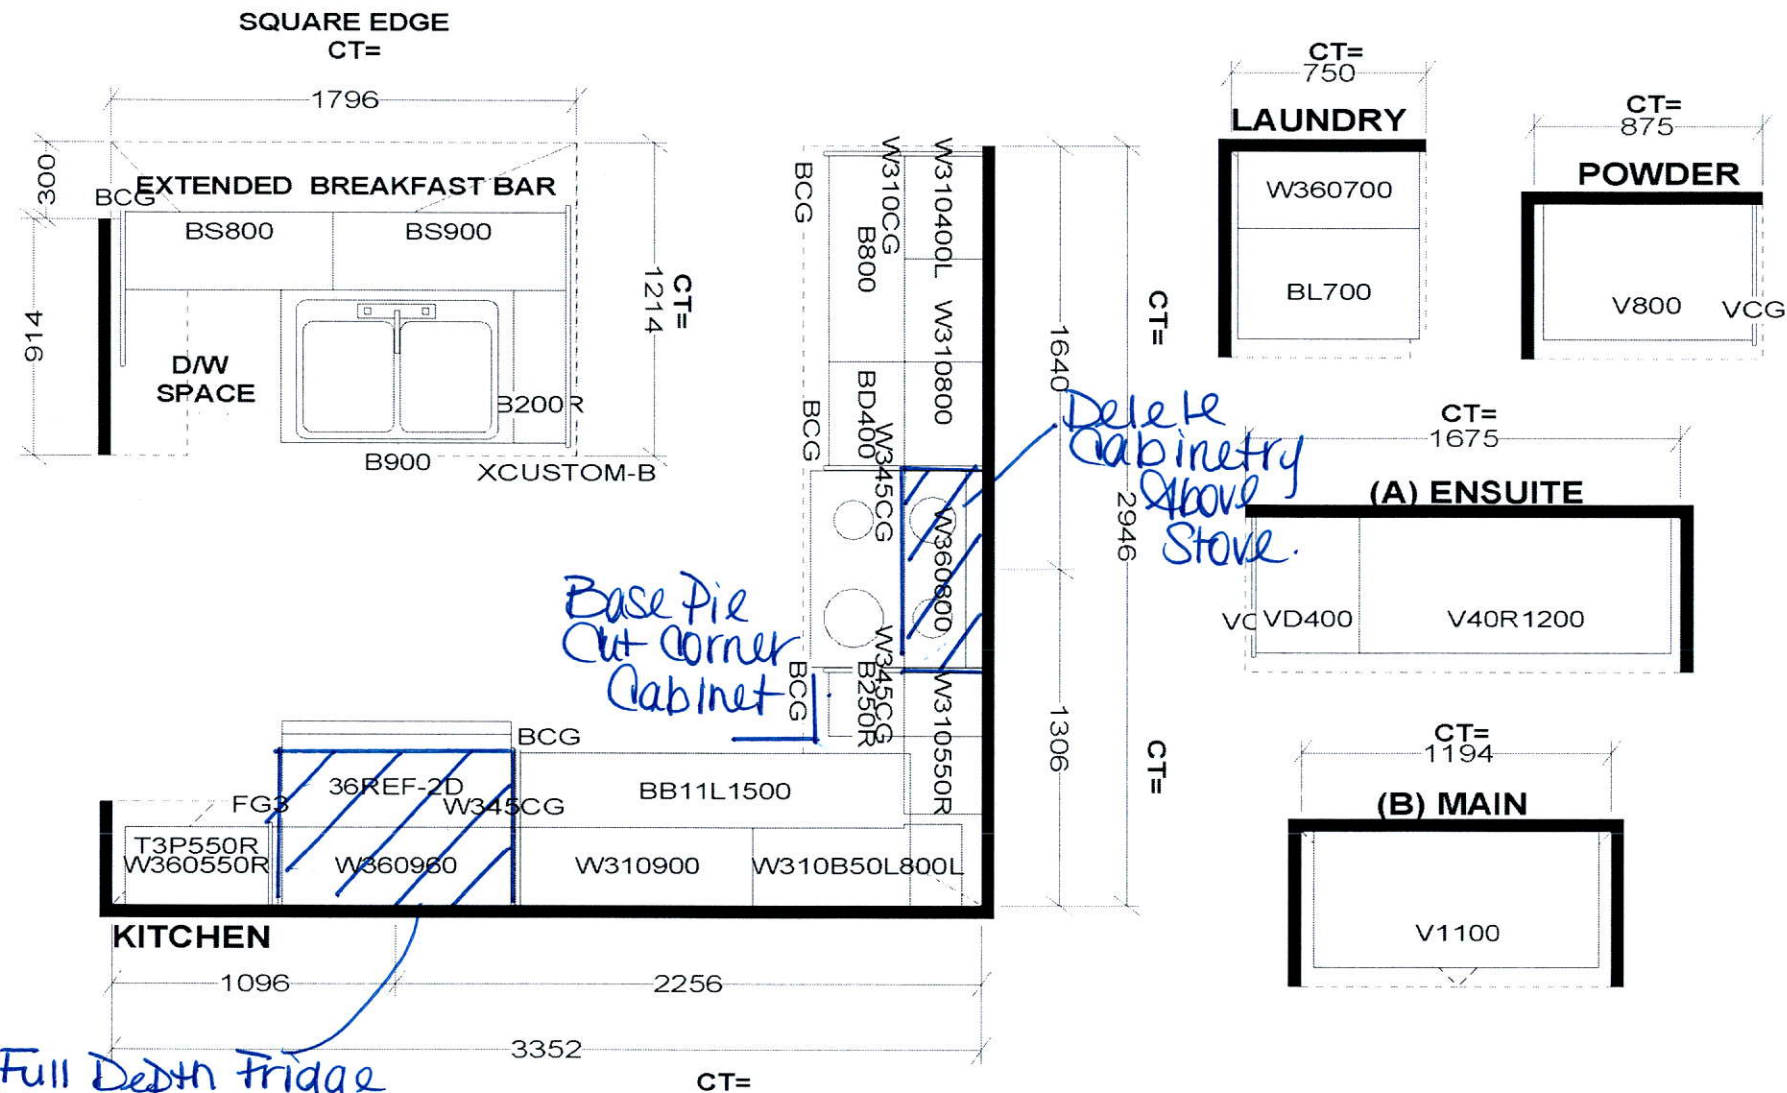 SQUARE EDGE
CT=
1796
300
BCG
EXTENDED BREAKFAST BAR
BS800
BS900
914
D/W
SPACE
B200R
B900
XCUSTOM-B
1214
CT=
BCG
W310CG
W310400L
B800
W310800
BCG
BD400
W345CG
W360800
BCG
B250R
W345CG
W310550R
1640
2946
1306
CT=
CT=
Delete
Cabinetry
Above
Stove.
Base Pie
Cut Corner
Cabinet
BCG
36REF-2D
FG3
W345CG
BB11L1500
T3P550R
W360550R
W360960
W310900
W310B50L800L
KITCHEN
1096
2256
3352
CT=
Full Depth Fridge
CT=
750
LAUNDRY
W360700
BL700
CT=
875
POWDER
V800
VCG
CT=
1675
(A) ENSUITE
VC
VD400
V40R1200
CT=
1194
(B) MAIN
V1100